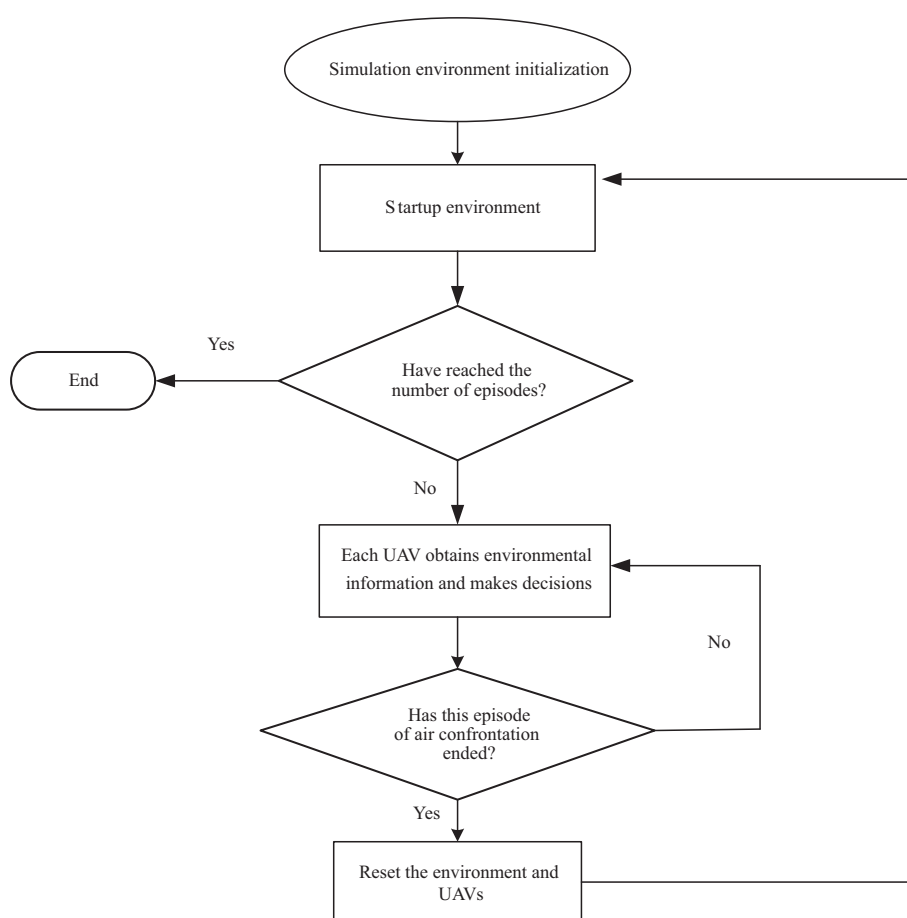 Simulation environment initialization
Startup environment
Yes
Have reached the
number of episodes?
End
No
Each UAV obtains environmental
information and makes decisions
No
Has this episode
of air confrontation
ended?
Yes
Reset the environment and
UAVs